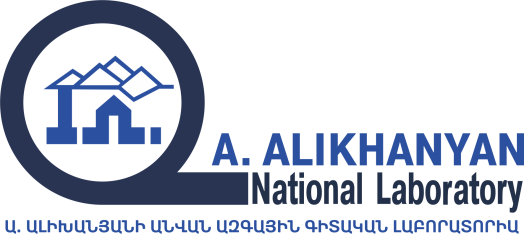 A. ALIKHANYAN
National Laboratory
Ա. ԱԼԻԽԱՆՅԱՆԻ ԱՆՎԱՆ ԱԶԳԱՅԻՆ ԳԻՏԱԿԱՆ ԼԱԲՈՐԱՏՈՐԻԱ